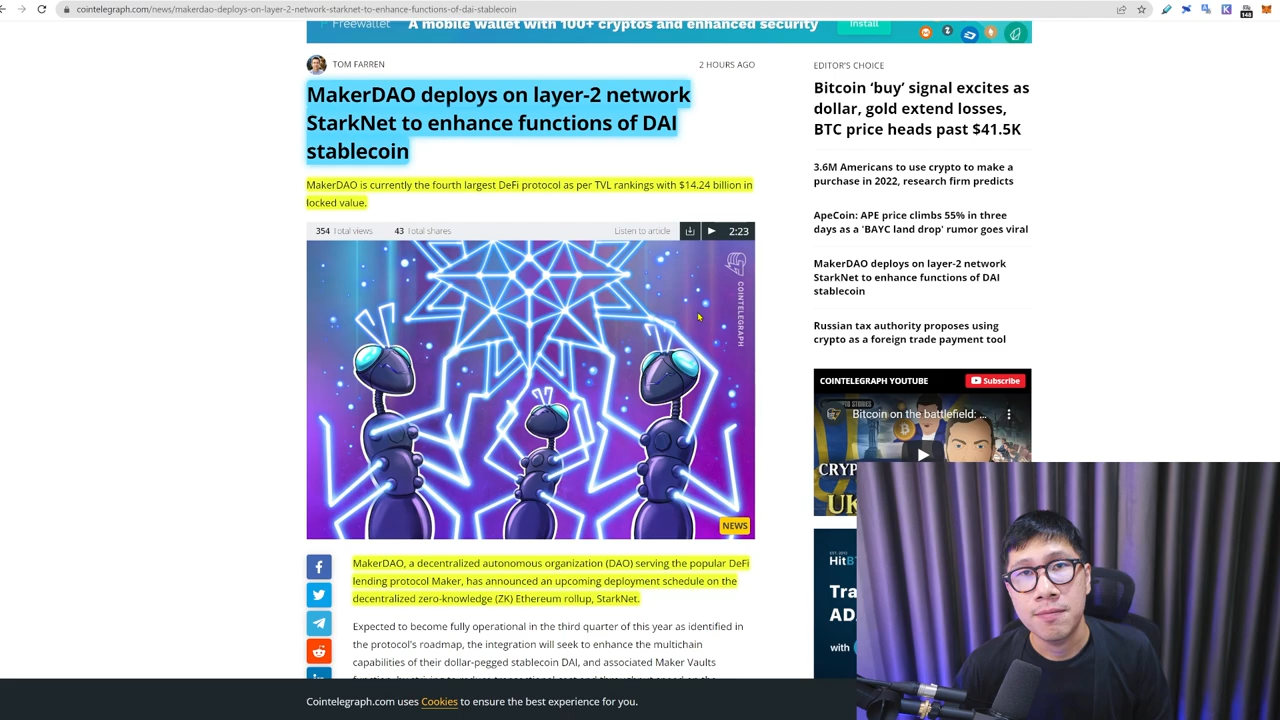 cointelegraph.com/news/makerdao-deploys-on-layer-2-network-starknet-to-enhance-functions-of-dai-stablecoin
148
Freewallet
A mobile wallet with 100+ cryptos and enhanced security
Install
TOM FARREN
2 HOURS AGO
MakerDAO deploys on layer-2 network
StarkNet to enhance functions of DAI
stablecoin
MakerDAO is currently the fourth largest DeFi protocol as per TVL rankings with $14.24 billion in
locked value.
354 Total views
43 Total shares
Listen to article
2:23
COINTELEGRAPH
NEWS
MakerDAO, a decentralized autonomous organization (DAO) serving the popular DeFi
lending protocol Maker, has announced an upcoming deployment schedule on the
decentralized zero-knowledge (ZK) Ethereum rollup, StarkNet.
Expected to become fully operational in the third quarter of this year as identified in
the protocol's roadmap, the integration will seek to enhance the multichain
capabilities of their dollar-pegged stablecoin DAI, and associated Maker Vaults
EDITOR'S CHOICE
Bitcoin ‘buy’ signal excites as
dollar, gold extend losses,
BTC price heads past $41.5K
3.6M Americans to use crypto to make a
purchase in 2022, research firm predicts
ApeCoin: APE price climbs 55% in three
days as a 'BAYC land drop' rumor goes viral
MakerDAO deploys on layer-2 network
StarkNet to enhance functions of DAI
stablecoin
Russian tax authority proposes using
crypto as a foreign trade payment tool
COINTELEGRAPH YOUTUBE
Subscribe
Bitcoin on the battlefield: ...
CRYP
UK
HitB
Tra
AD
with
Cointelegraph.com uses Cookies to ensure the best experience for you.